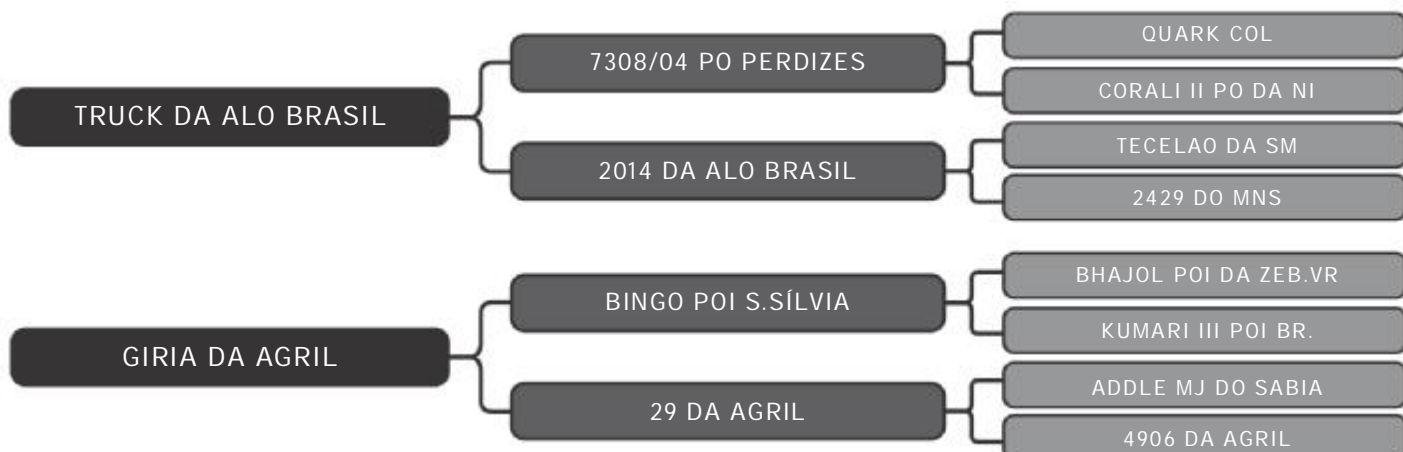 QUARK COL
7308/04 PO PERDIZES
CORALI II PO DA NI
TRUCK DA ALO BRASIL
TECELAO DA SM
2014 DA ALO BRASIL
2429 DO MNS
BHAJOL POI DA ZEB.VR
BINGO POI S.SÍLVIA
KUMARI III POI BR.
GIRIA DA AGRIL
ADDLE MJ DO SABIA
29 DA AGRIL
4906 DA AGRIL